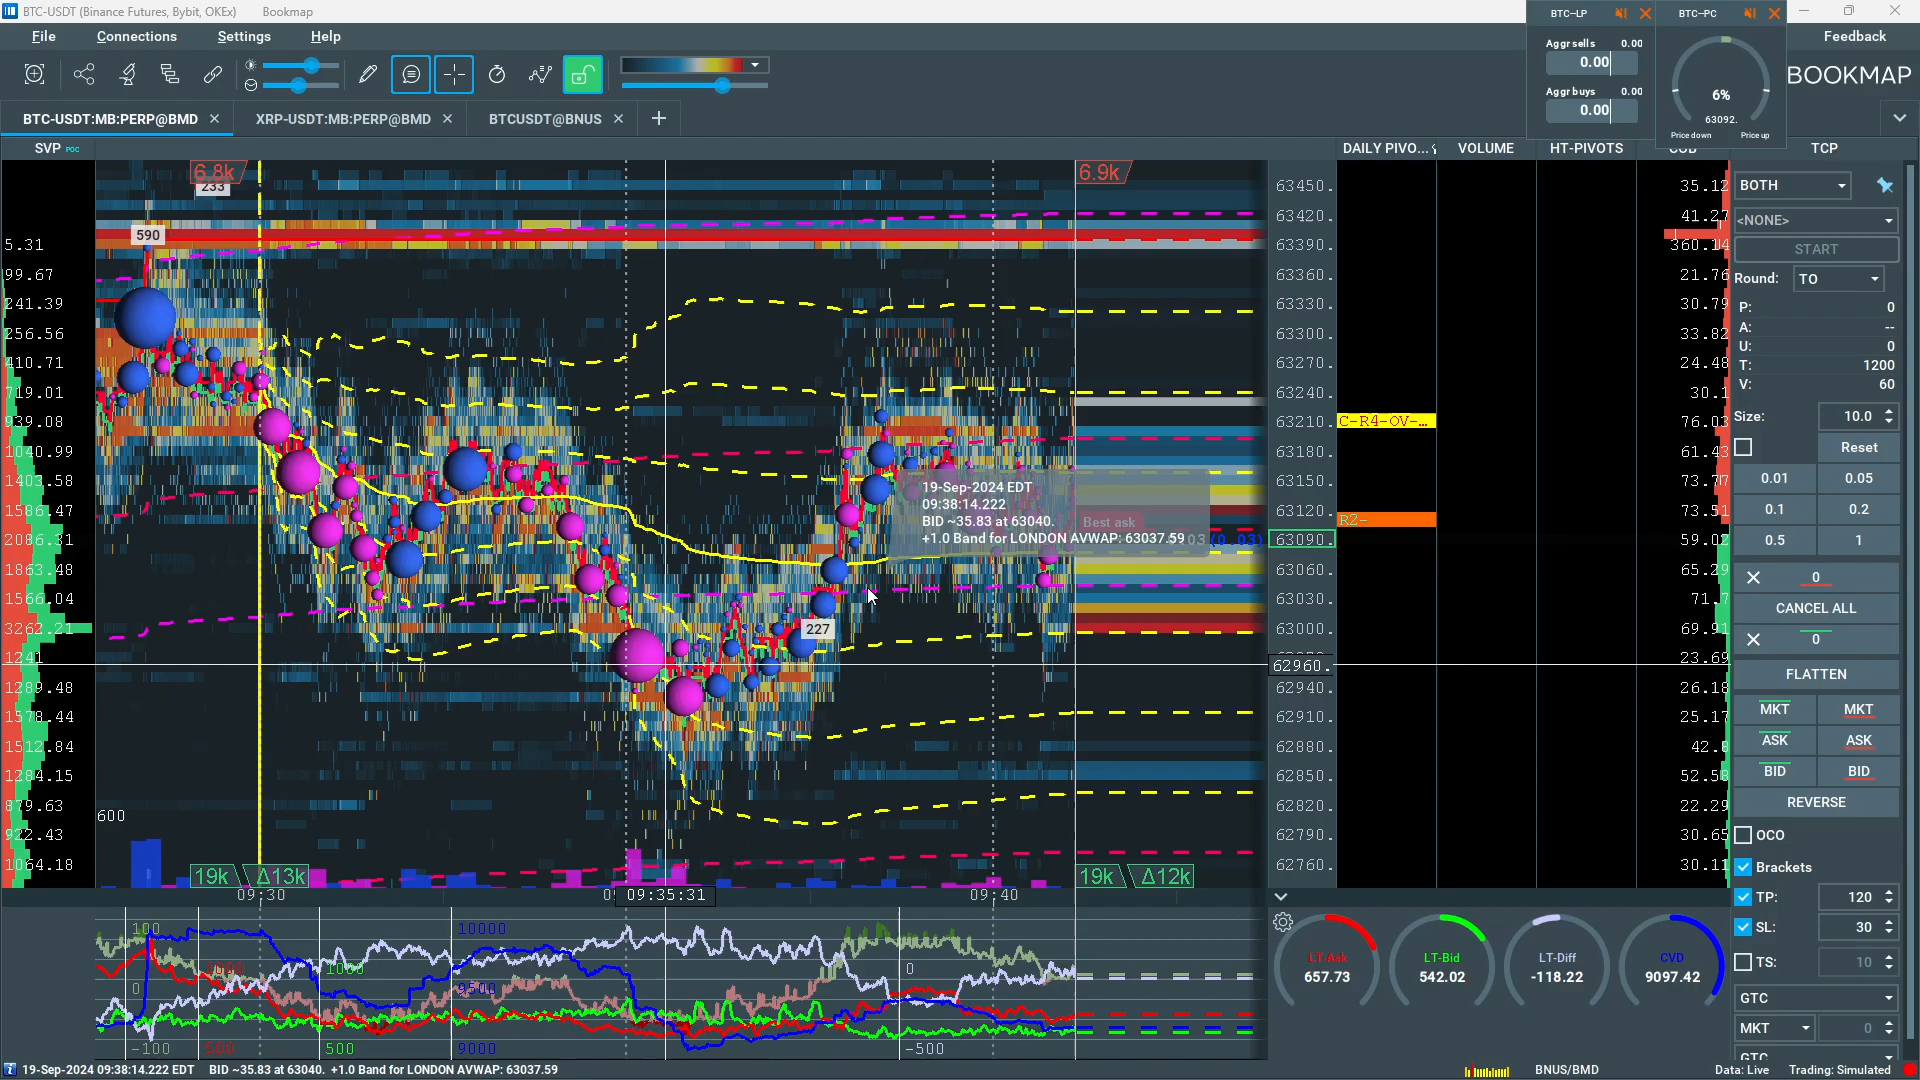 BTC-USDT (Binance Futures, Bybit, OKEx) Bookmap
File Connections Settings Help
Feedback
BTC-LP
Aggr sells 0.00
0.00
Aggr buys 0.00
0.00
BTC-PC
6%
63092.
Price down Price up
BOOKMAP
BTC-USDT:MB:PERP@BMD
XRP-USDT:MB:PERP@BMD
BTCUSDT@BNUS
SVP POC
DAILY PIVO... VOLUME HT-PIVOTS COB TCP
5.31
99.67
241.39
256.56
410.71
719.01
939.08
1040.99
1403.58
1586.47
2086.31
1863.48
1566.04
3262.21
1241
1289.48
1578.44
1512.84
1284.15
879.63
922.43
1064.18
6.8k
233
590
6.9k
227
600
19-Sep-2024 EDT
09:38:14.222
BID ~35.83 at 63040.
+1.0 Band for LONDON AVWAP: 63037.59
Best ask
03 (0.03)
19k Δ13k
19k Δ12k
09:30
09:35:31
09:40
63450.
63420.
63390.
63360.
63330.
63300.
63270.
63240.
63210.
63180.
63150.
63120.
63090.
63060.
63030.
63000.
62960.
62940.
62910.
62880.
62850.
62820.
62790.
62760.
C-R4-OV-...
R2-
35.12
41.27
360.14
21.76
30.79
33.82
24.48
30.1
76.03
61.43
73.77
73.51
59.02
65.29
71.7
69.91
23.69
26.18
25.17
42.8
52.58
22.29
30.65
30.11
BOTH
<NONE>
START
Round: TO
P: 0
A: --
U: 0
T: 1200
V: 60
Size: 10.0
Reset
0.01 0.05
0.1 0.2
0.5 1
0
CANCEL ALL
0
FLATTEN
MKT MKT
ASK ASK
BID BID
REVERSE
OCO
Brackets
TP: 120
SL: 30
TS: 10
GTC
MKT 0
GTC
100
0
-100
1000
500
1000
500
10000
9500
9000
0
-500
LT-Ask
657.73
LT-Bid
542.02
LT-Diff
-118.22
CVD
9097.42
19-Sep-2024 09:38:14.222 EDT BID ~35.83 at 63040. +1.0 Band for LONDON AVWAP: 63037.59
BNUS/BMD
Data: Live Trading: Simulated